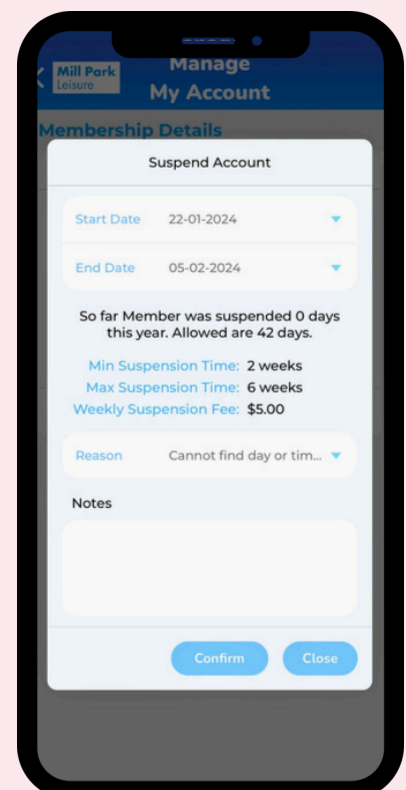 Mill Park
Leisure
Manage
My Account
Membership Details
Suspend Account
Start Date 22-01-2024
End Date 05-02-2024
So far Member was suspended 0 days
this year. Allowed are 42 days.
Min Suspension Time: 2 weeks
Max Suspension Time: 6 weeks
Weekly Suspension Fee: $5.00
Reason Cannot find day or tim...
Notes
Confirm Close